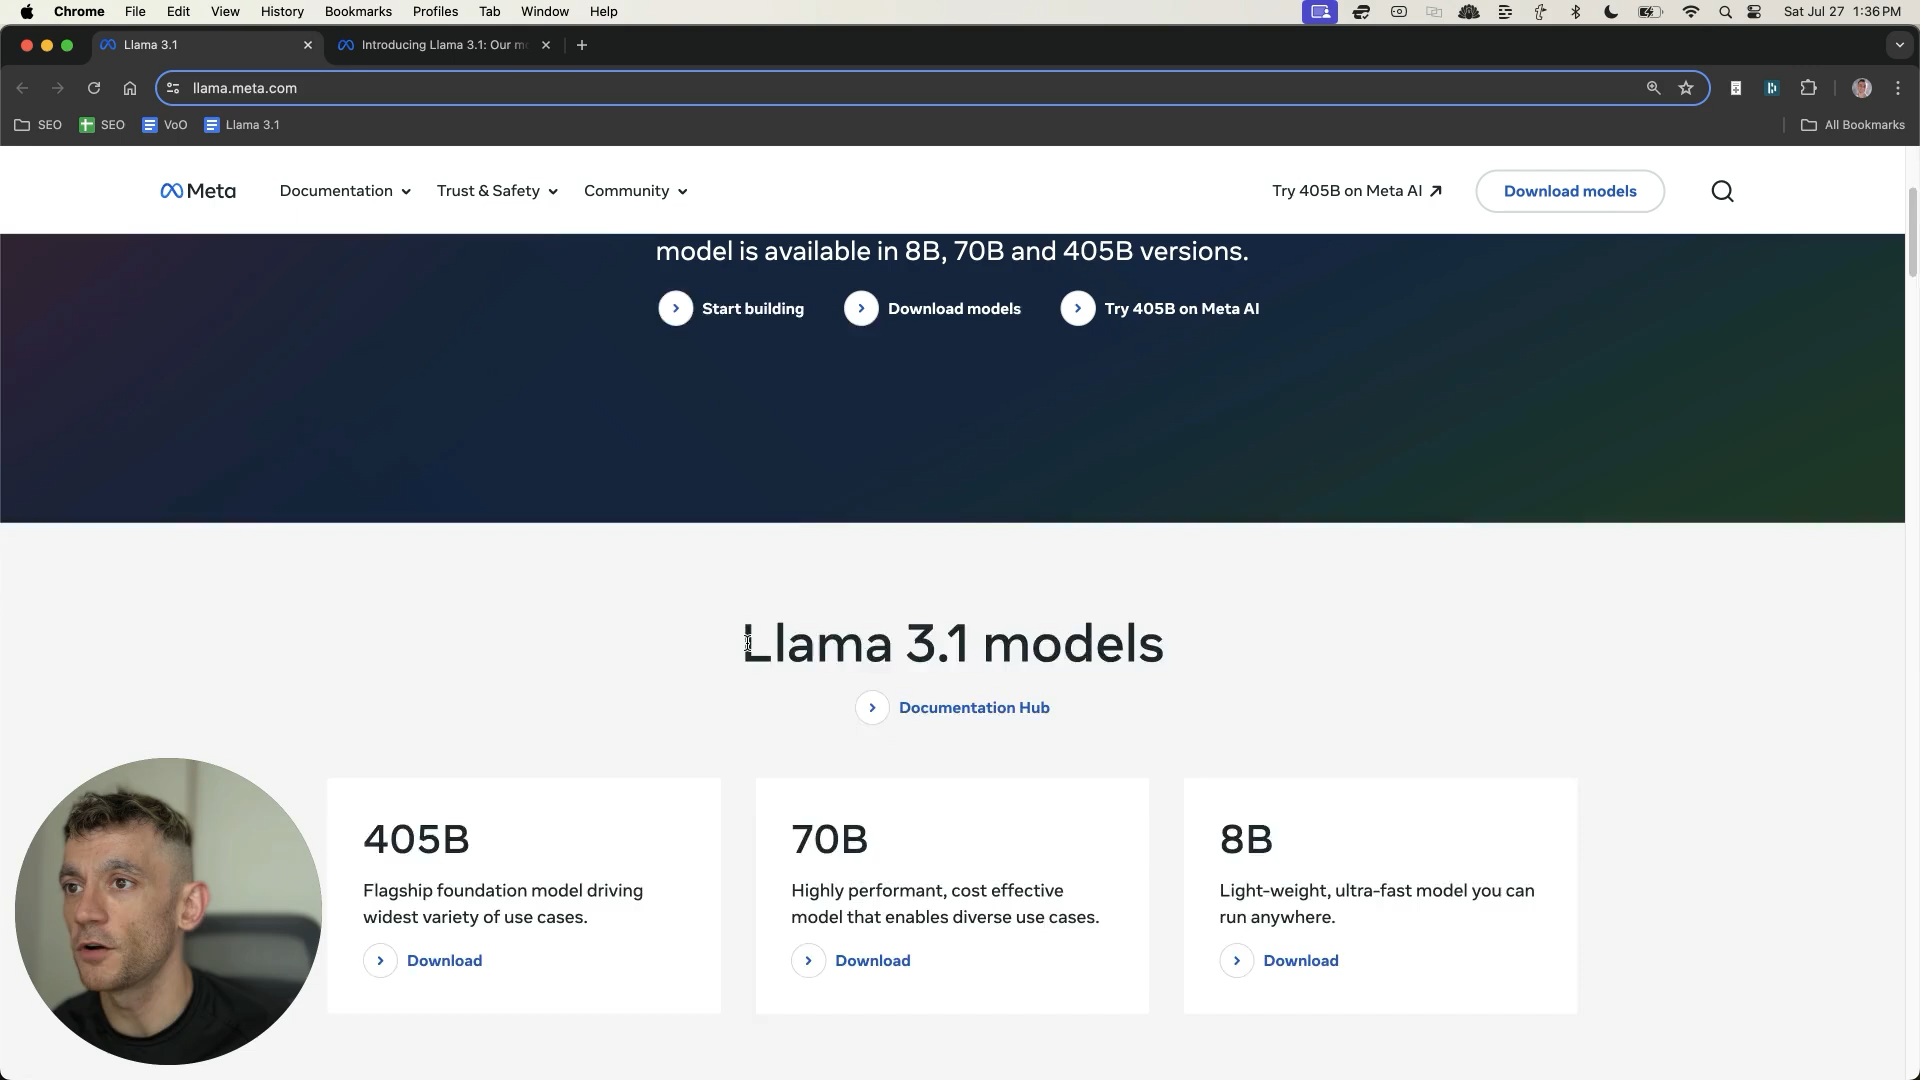 Chrome File Edit View History Bookmarks Profiles Tab Window Help Sat Jul 27 1:36 PM
Llama 3.1 Introducing Llama 3.1: Our m
llama.meta.com
SEO SEO VoO Llama 3.1 All Bookmarks
Meta Documentation Trust & Safety Community Try 405B on Meta AI Download models
model is available in 8B, 70B and 405B versions.
Start building Download models Try 405B on Meta AI
Llama 3.1 models
Documentation Hub
405B
Flagship foundation model driving
widest variety of use cases.
Download
70B
Highly performant, cost effective
model that enables diverse use cases.
Download
8B
Light-weight, ultra-fast model you can
run anywhere.
Download